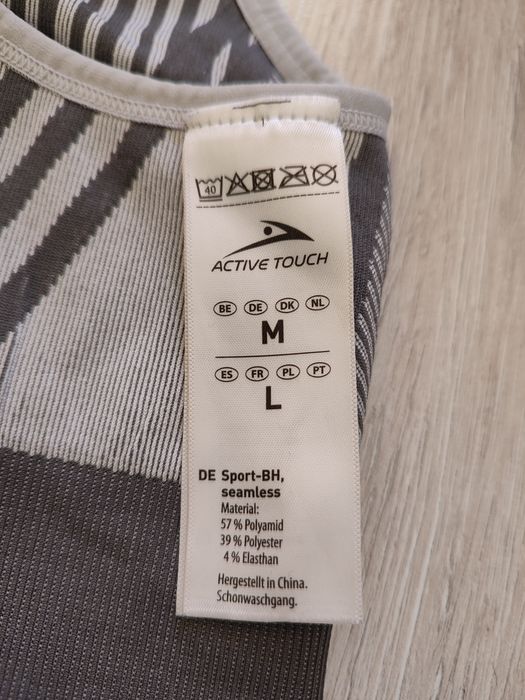 40
ACTIVE TOUCH
BE DE DK NL
M
ES FR PL PT
L
DE Sport-BH,
seamless
Material:
57 % Polyamid
39 % Polyester
4 % Elasthan
Hergestellt in China.
Schonwaschgang.